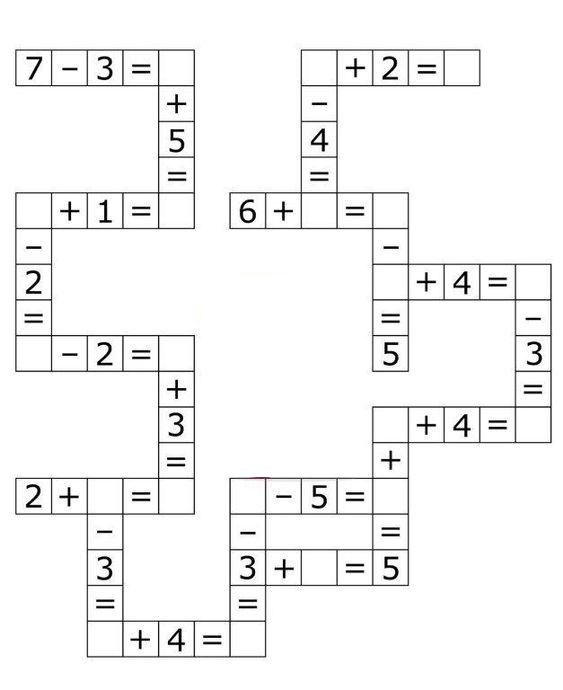 7 – 3 = + 2 =
+ –
5 4
= =
+ 1 = 6 + =
– –
2 + 4 =
= = –
– 2 = 5 3
+ =
3 + 4 =
= +
2 + = – 5 =
– – =
3 3 + = 5
= =
+ 4 =